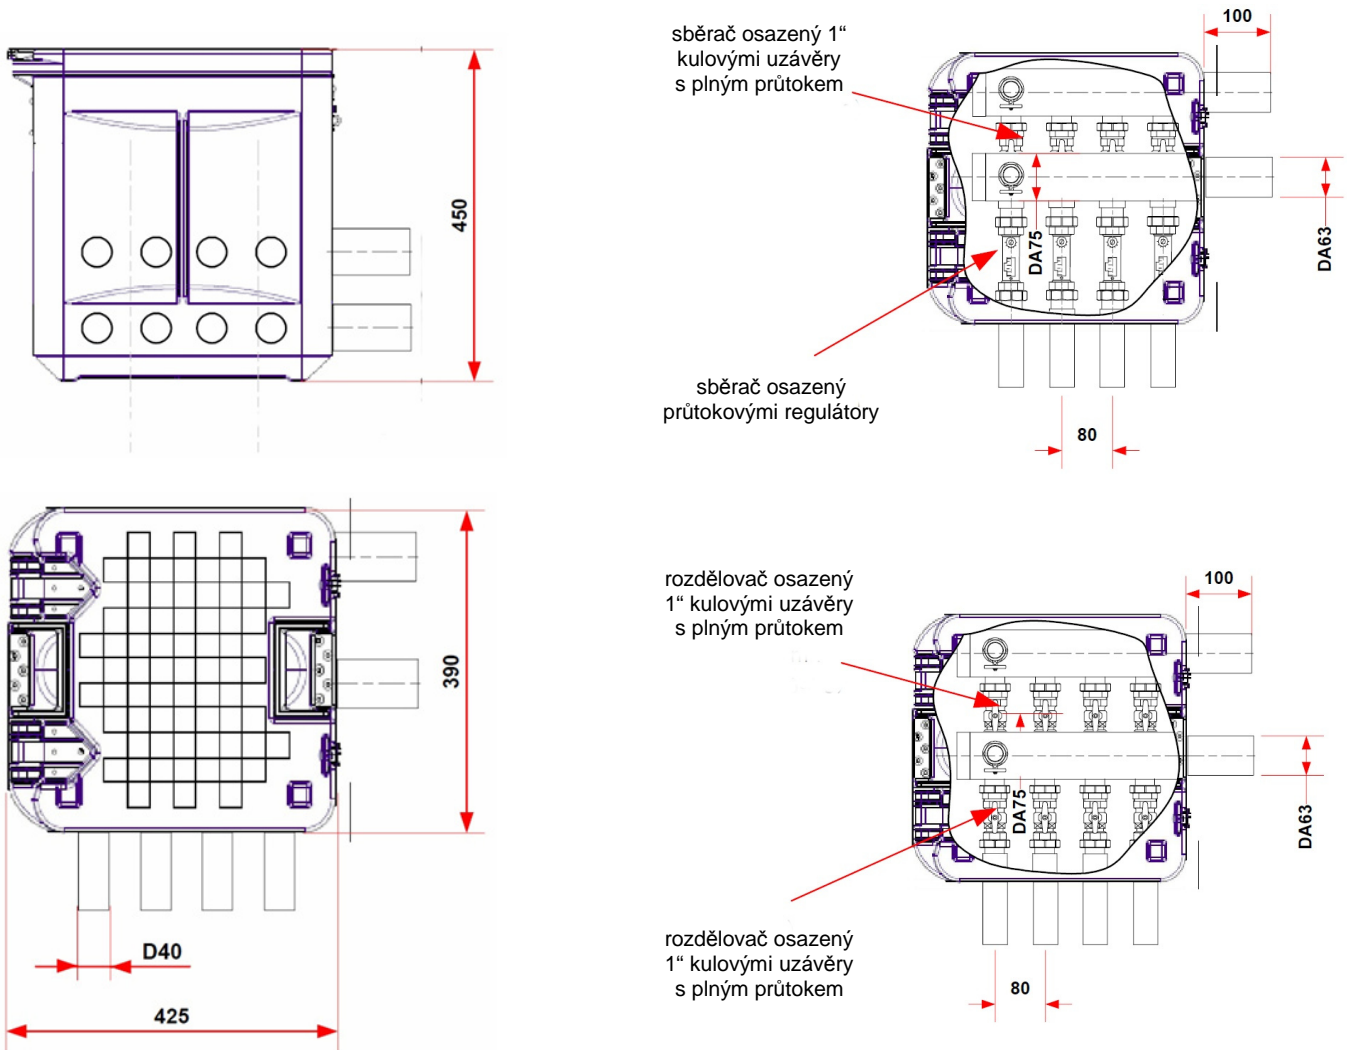 450
sběrač osazený 1“
kulovými uzávěry
s plným průtokem
100
DA75
DA63
sběrač osazený
průtokovými regulátory
80
390
D40
425
rozdělovač osazený
1“ kulovými uzávěry
s plným průtokem
100
DA75
DA63
rozdělovač osazený
1“ kulovými uzávěry
s plným průtokem
80